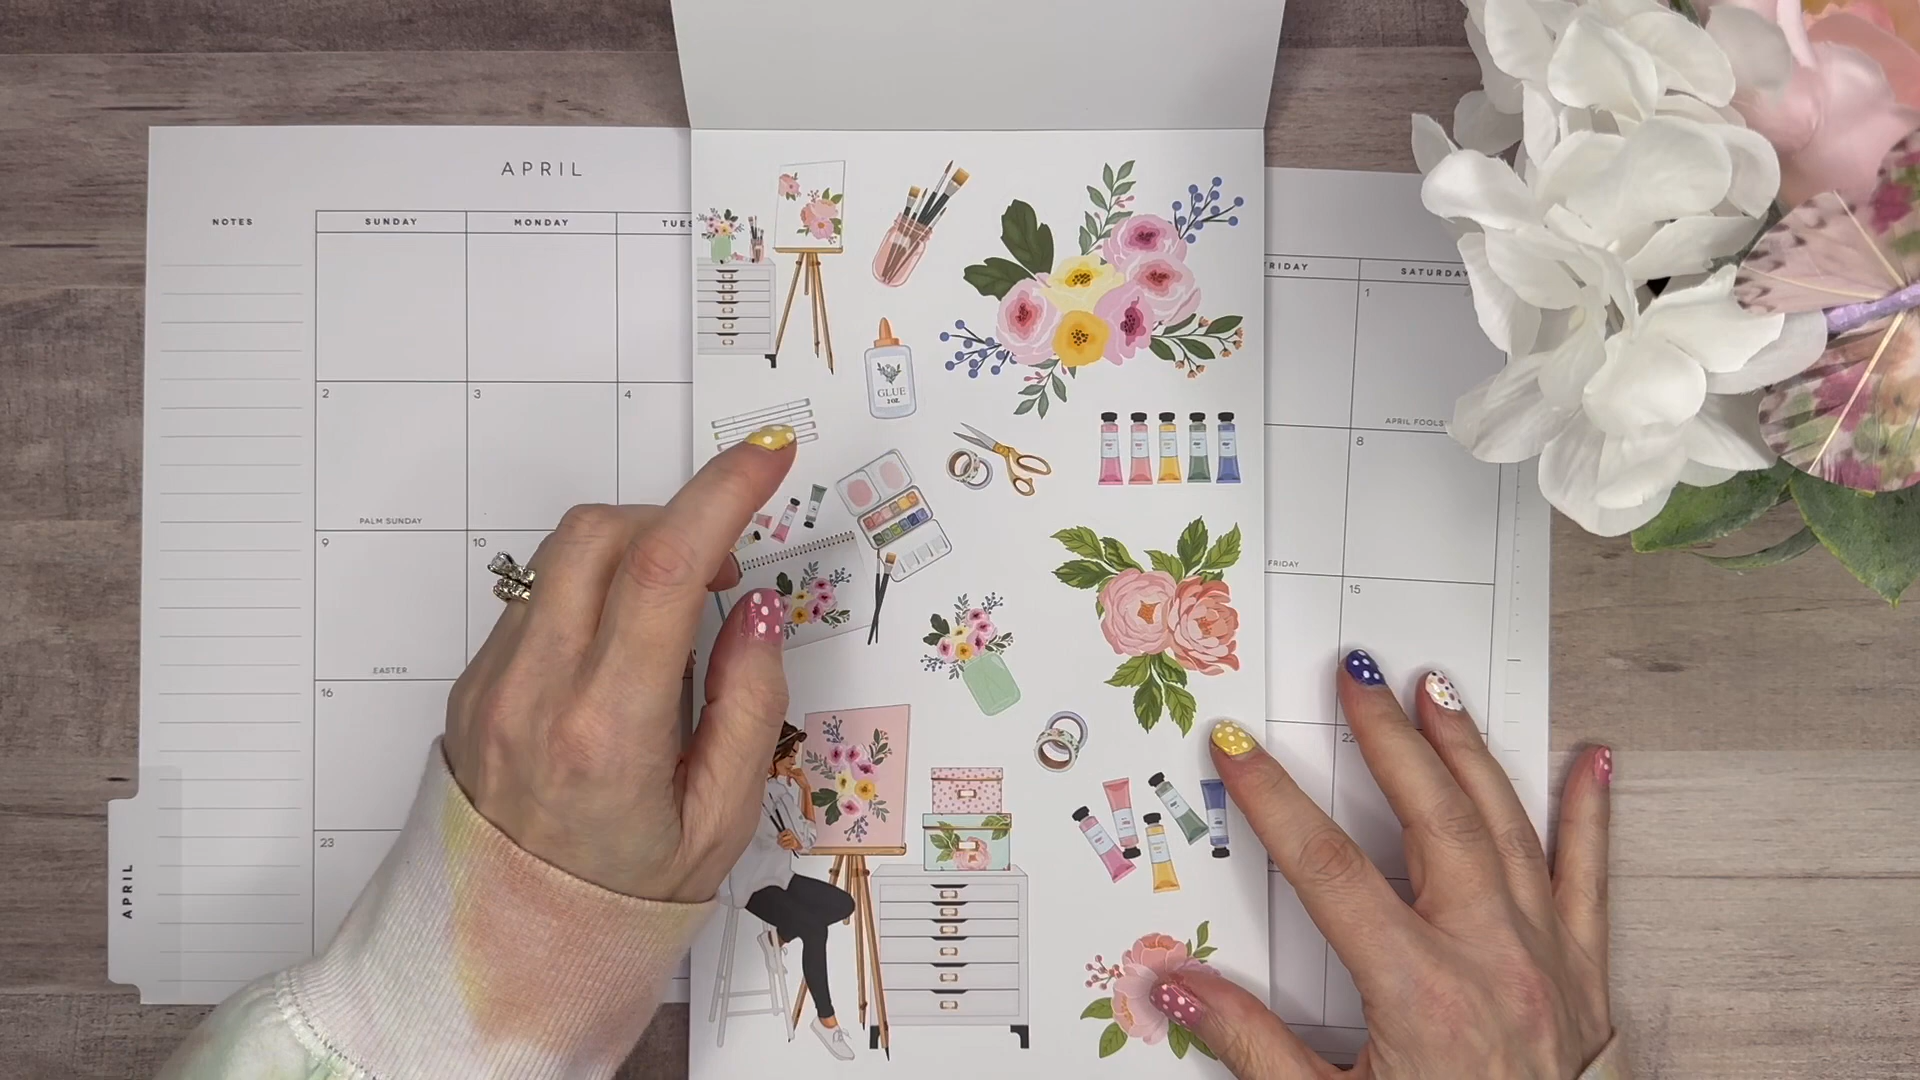 APRIL
NOTES
SUNDAY
MONDAY
TUES
RIDAY
SATURDAY
1
APRIL FOOLS'
2
3
4
8
PALM SUNDAY
FRIDAY
9
10
15
EASTER
16
22
23
APRIL
GLUE